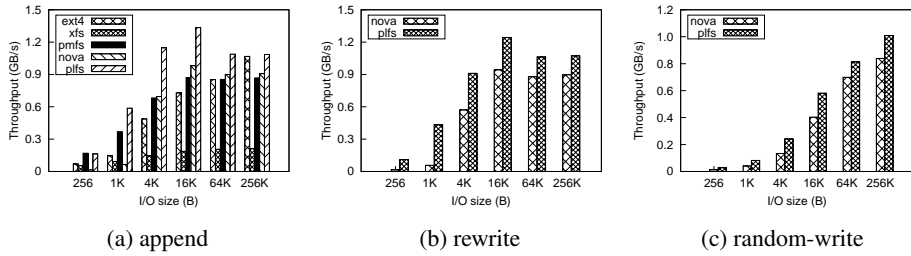 ext4
xfs
pmfs
nova
plfs
Throughput (GB/s)
1.5
1.2
0.9
0.6
0.3
0
256 1K 4K 16K 64K 256K
I/O size (B)
(a) append
nova
plfs
Throughput (GB/s)
1.5
1.2
0.9
0.6
0.3
0
256 1K 4K 16K 64K 256K
I/O size (B)
(b) rewrite
nova
plfs
Throughput (GB/s)
1.2
1.0
0.8
0.6
0.4
0.2
0
256 1K 4K 16K 64K 256K
I/O size (B)
(c) random-write